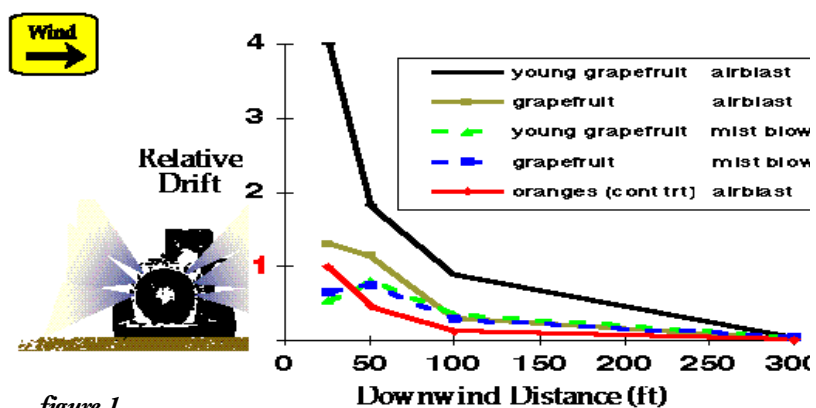 Wind
4
3
2
1
Relative
Drift
young grapefruit airblast
grapefruit airblast
young grapefruit mist blow
grapefruit mist blow
oranges (cont trt) airblast
0 50 100 150 200 250 300
Downwind Distance (ft)
figure 1